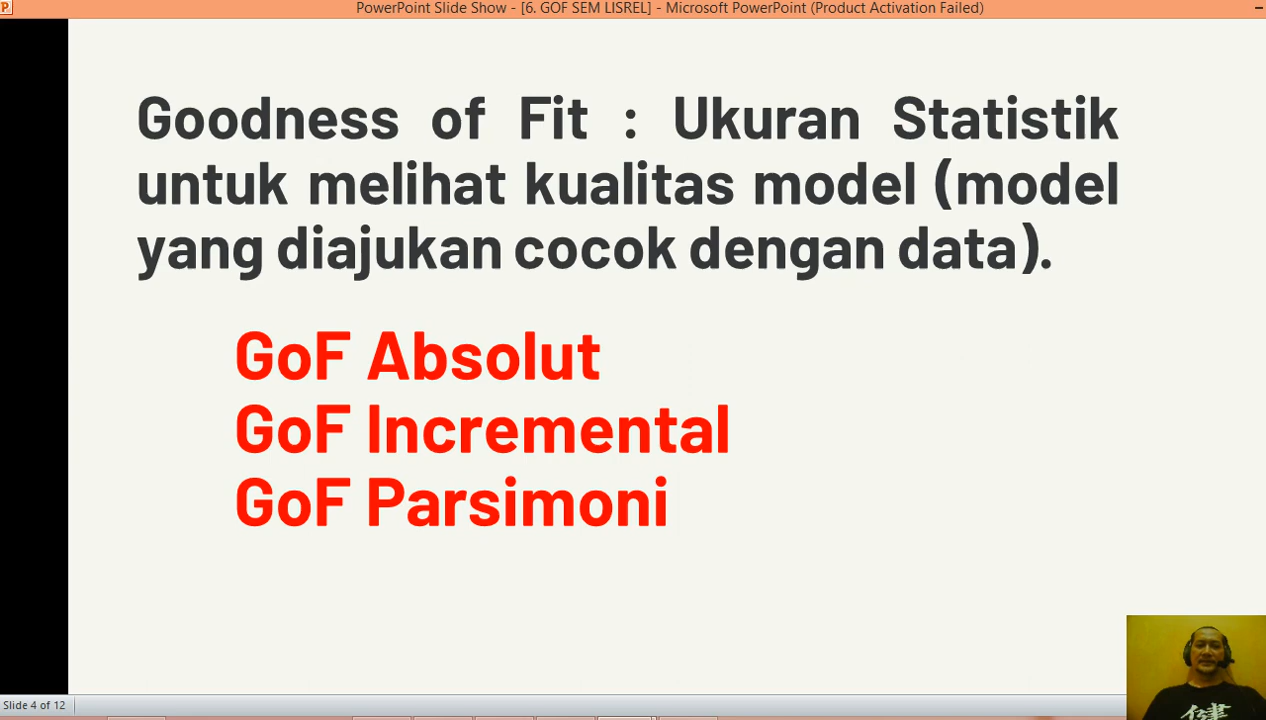 PowerPoint Slide Show - [6. GOF SEM LISREL] - Microsoft PowerPoint (Product Activation Failed)
Goodness of Fit : Ukuran Statistik
untuk melihat kualitas model (model
yang diajukan cocok dengan data).
GoF Absolut
GoF Incremental
GoF Parsimoni
Slide 4 of 12